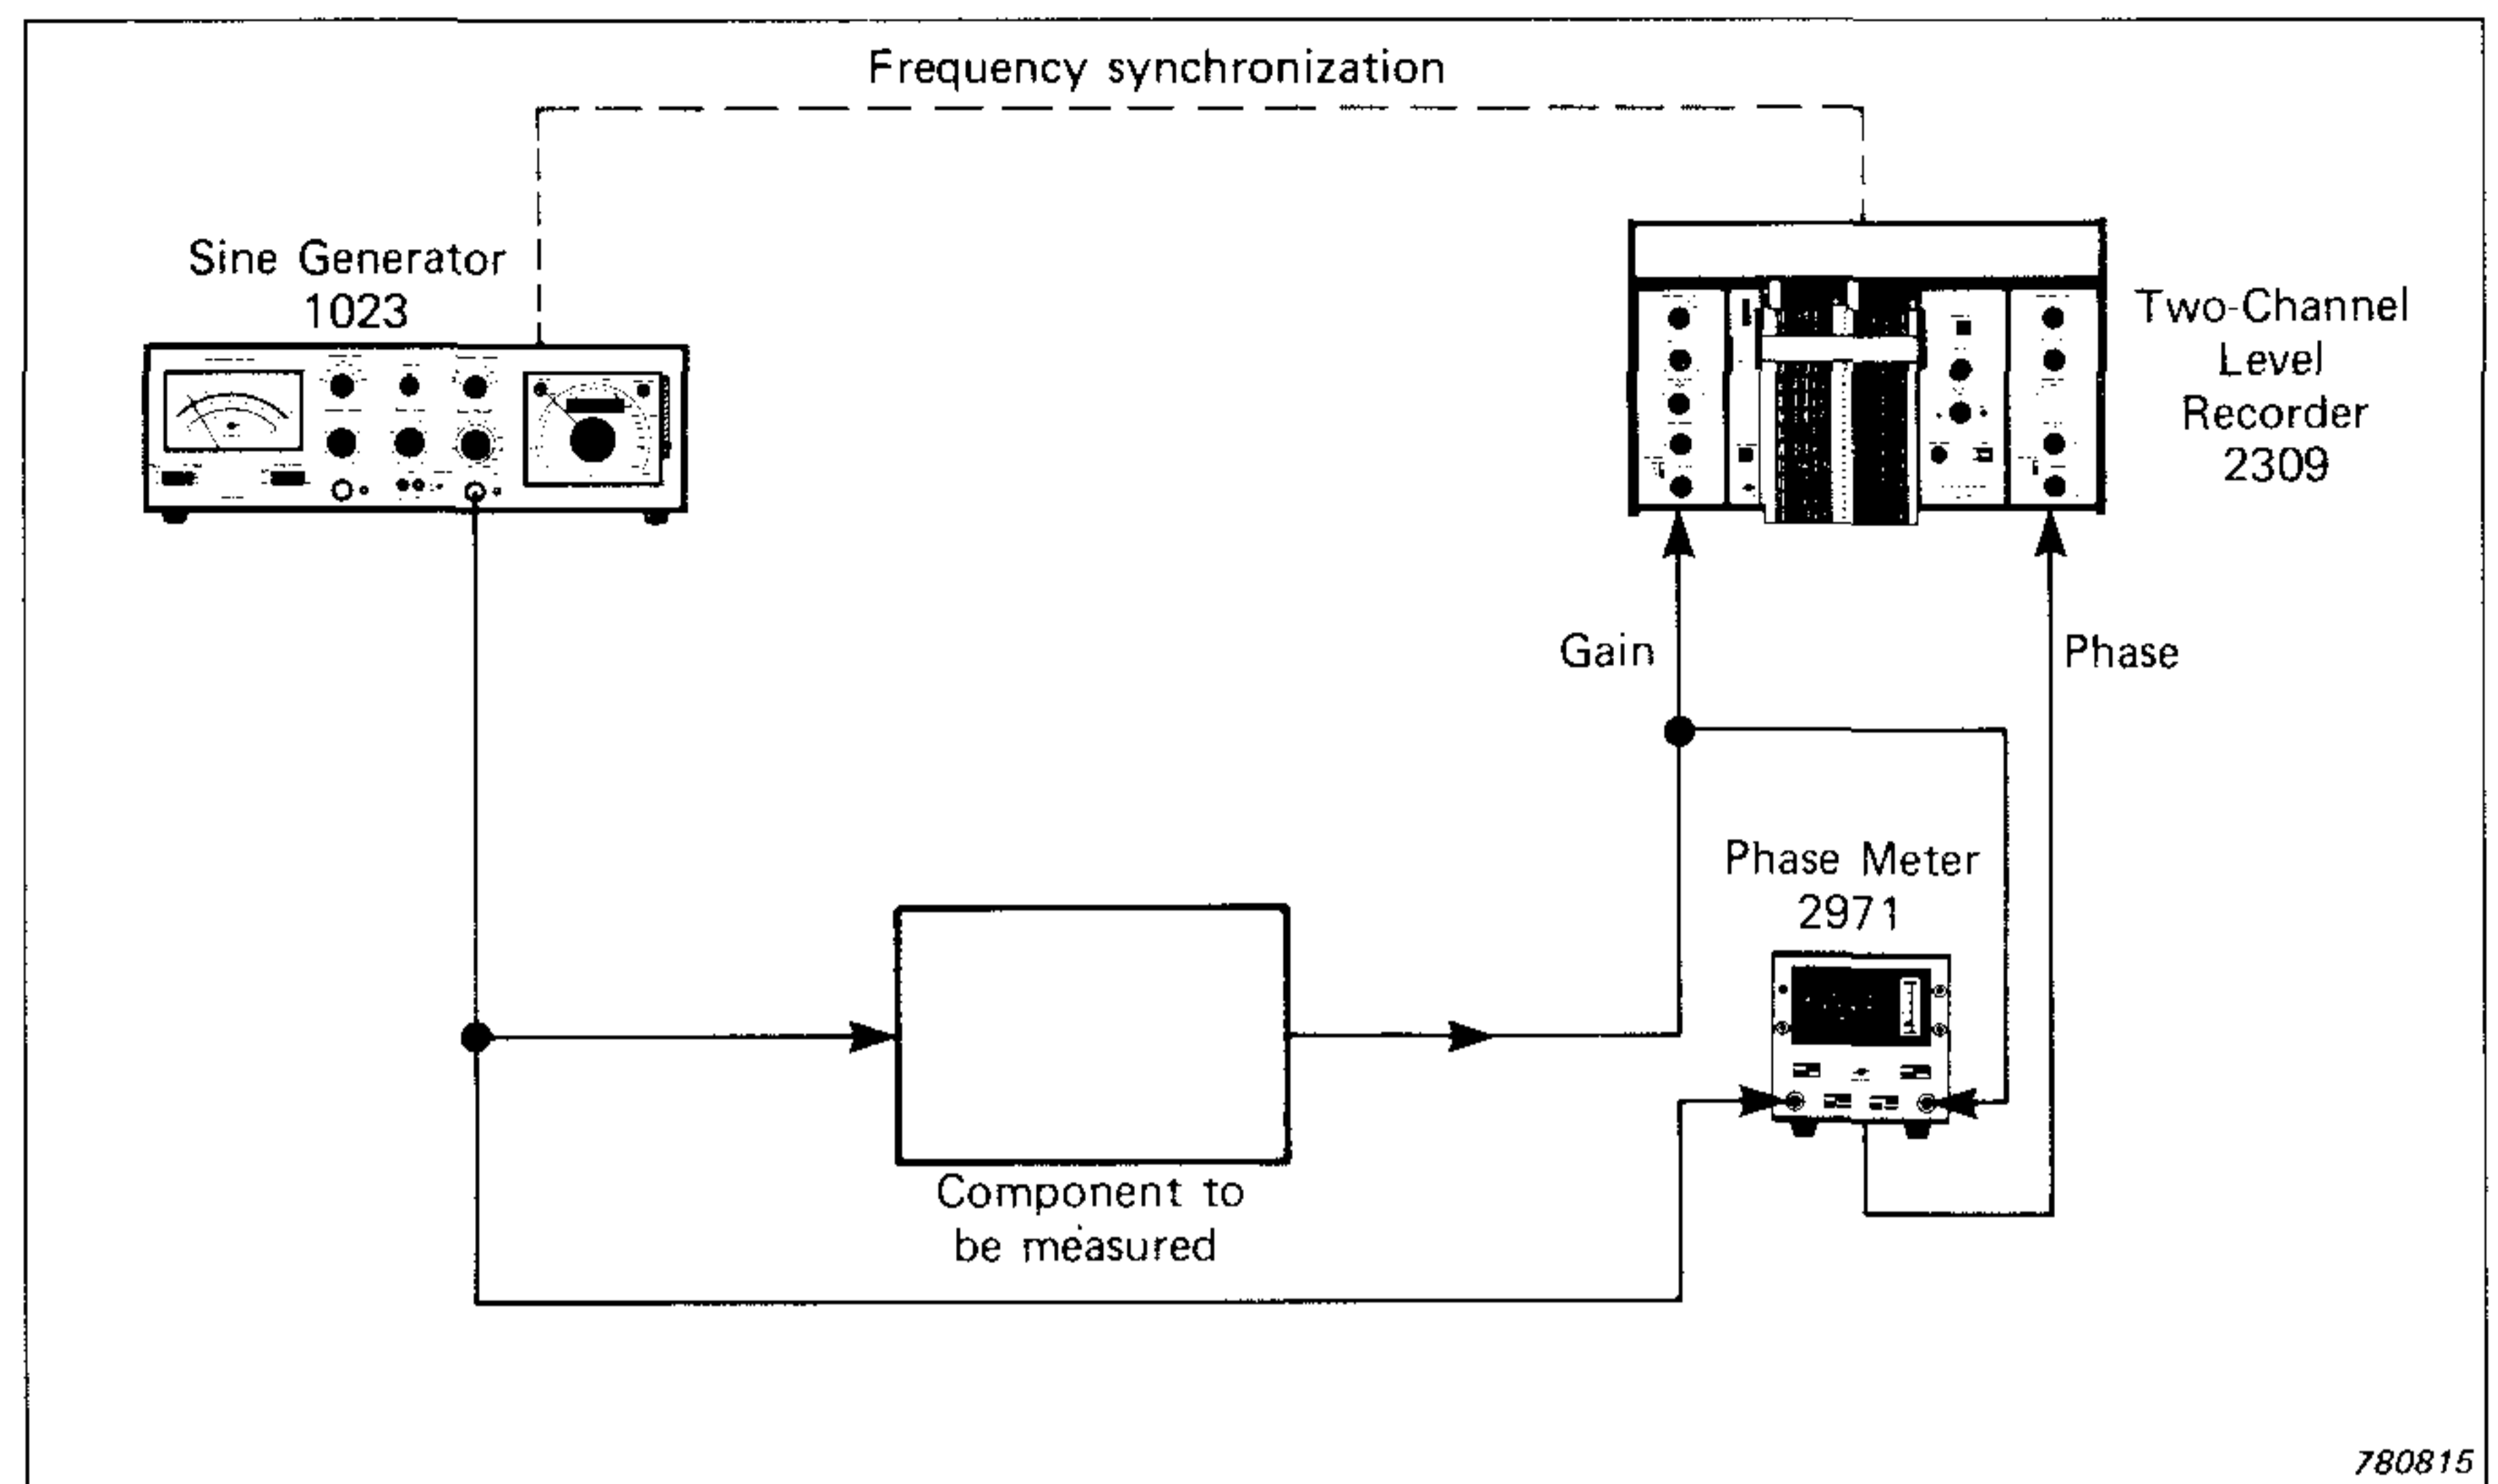 Frequency synchronization
Sine Generator
1023
Two-Channel
Level
Recorder
2309
Gain
Phase
Phase Meter
2971
Component to
be measured
780815